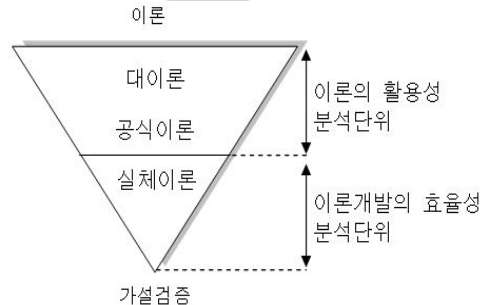 이론
대이론
이론의 활용성
분석단위
공식이론
실체이론
이론개발의 효율성
분석단위
가설검증